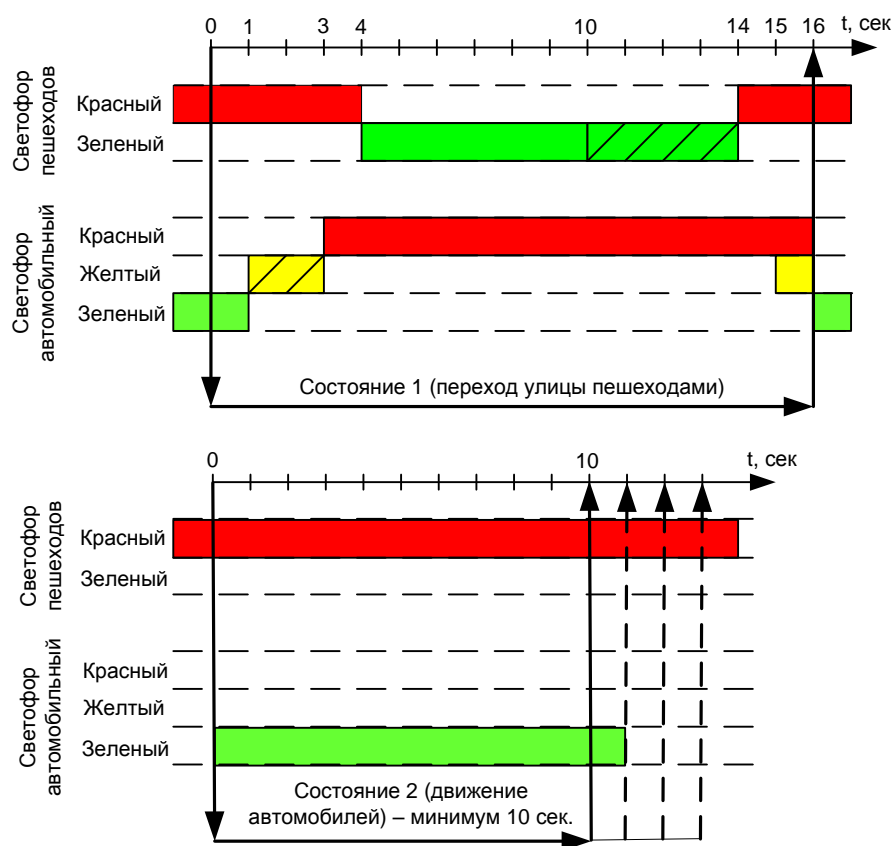 0 1 3 4 10 14 15 16 t, сек
Светофор
пешеходов
Красный
Зеленый
Светофор
автомобильный
Красный
Желтый
Зеленый
Состояние 1 (переход улицы пешеходами)
0 10 t, сек
Светофор
пешеходов
Красный
Зеленый
Светофор
автомобильный
Красный
Желтый
Зеленый
Состояние 2 (движение
автомобилей) – минимум 10 сек.